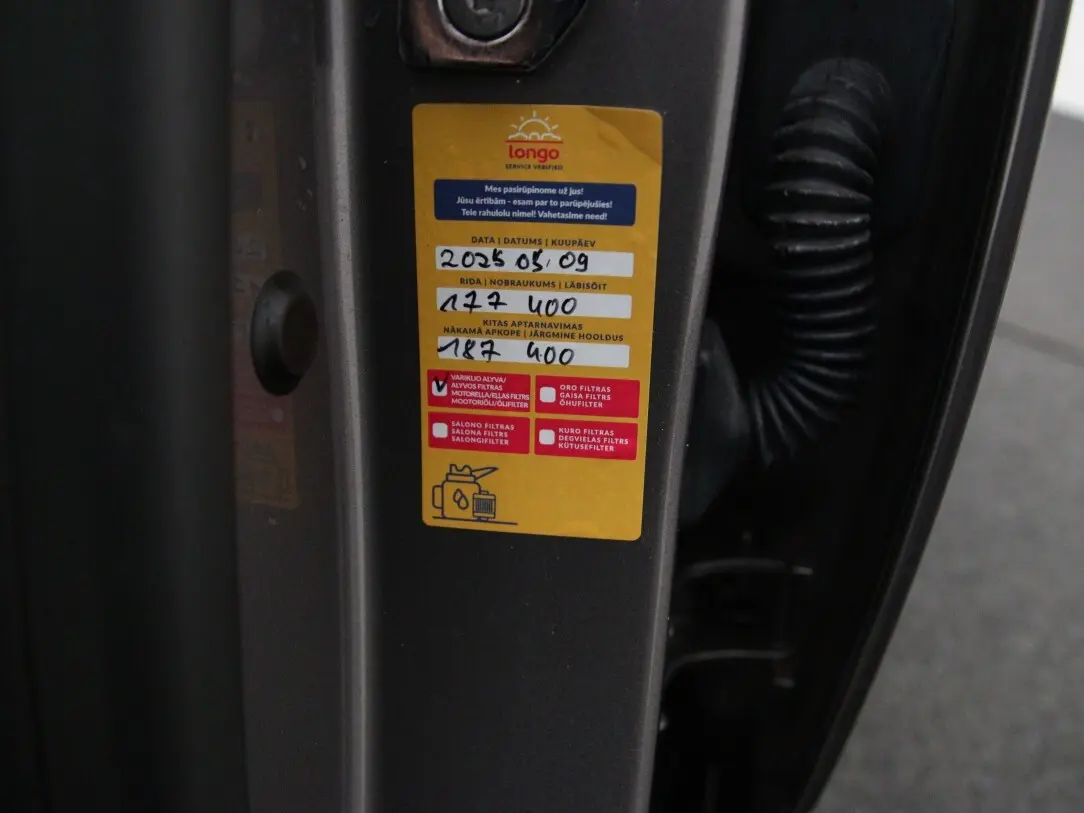 longo
SERVICE VERIFIED
Mes pasirūpinome už jus!
Jūsu ērtībām - esam par to parūpējušies!
Teie rahulolu nimel! Vahetasime need!
DATA | DATUMS | KUUPÄEV
2025 05. 09
RIDA | NOBRAUKUMS | LÄBISÕIT
177 400
KITAS APTARNAVIMAS
NĀKAMĀ APKOPE | JÄRGMINE HOOLDUS
187 400
VARIKLIO ALYVA/
ALYVOS FILTRAS
MOTOREĻĻA/EĻĻAS FILTRS
MOOTORIÕLI/ÕLIFILTER
ORO FILTRAS
GAISA FILTRS
ÕHUFILTER
SALONO FILTRAS
SALONA FILTRS
SALONGIFILTER
KURO FILTRAS
DEGVIELAS FILTRS
KÜTUSEFILTER